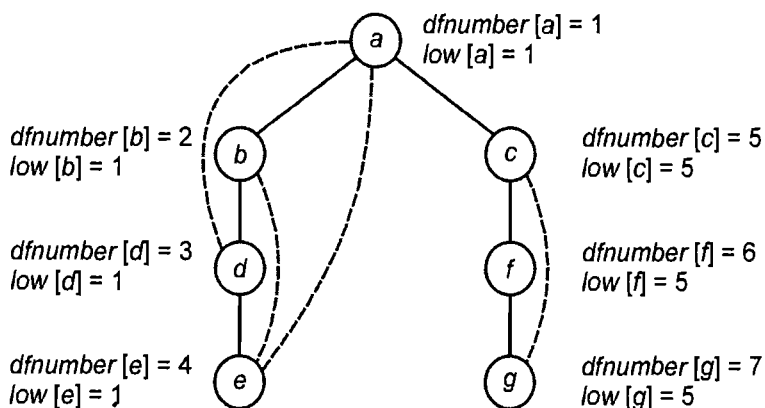 a
dfnumber [a] = 1
low [a] = 1
dfnumber [b] = 2
low [b] = 1
b
c
dfnumber [c] = 5
low [c] = 5
dfnumber [d] = 3
low [d] = 1
d
f
dfnumber [f] = 6
low [f] = 5
dfnumber [e] = 4
low [e] = 1
e
g
dfnumber [g] = 7
low [g] = 5